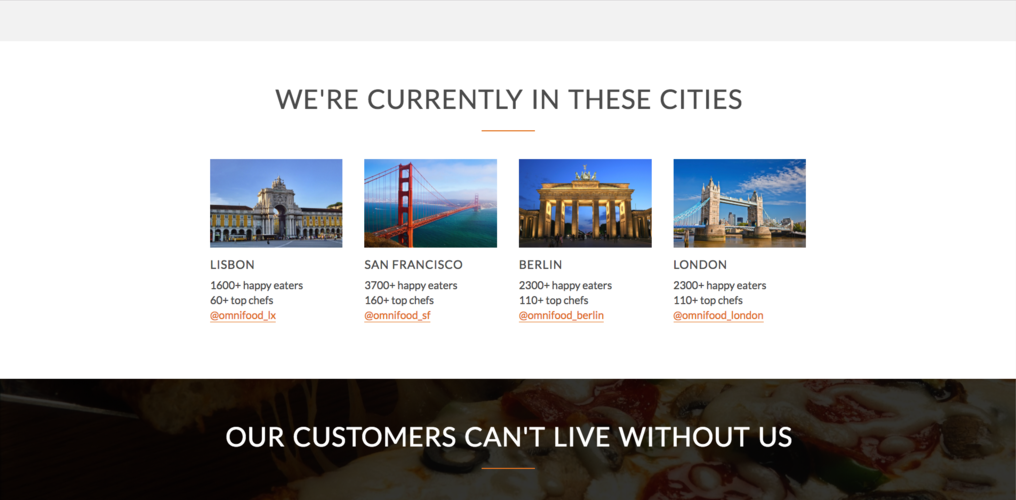 WE'RE CURRENTLY IN THESE CITIES
LISBON
1600+ happy eaters
60+ top chefs
@omnifood_lx
SAN FRANCISCO
3700+ happy eaters
160+ top chefs
@omnifood_sf
BERLIN
2300+ happy eaters
110+ top chefs
@omnifood_berlin
LONDON
2300+ happy eaters
110+ top chefs
@omnifood_london
OUR CUSTOMERS CAN'T LIVE WITHOUT US